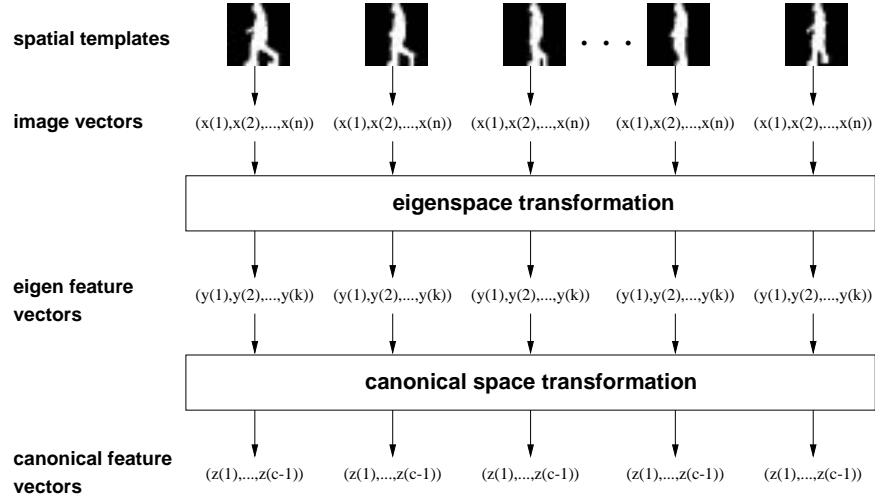 spatial templates
. . .
image vectors
(x(1),x(2),...,x(n)) (x(1),x(2),...,x(n)) (x(1),x(2),...,x(n)) (x(1),x(2),...,x(n)) (x(1),x(2),...,x(n))
eigenspace transformation
eigen feature
vectors
(y(1),y(2),...,y(k)) (y(1),y(2),...,y(k)) (y(1),y(2),...,y(k)) (y(1),y(2),...,y(k)) (y(1),y(2),...,y(k))
canonical space transformation
canonical feature
vectors
(z(1),...,z(c-1)) (z(1),...,z(c-1)) (z(1),...,z(c-1)) (z(1),...,z(c-1)) (z(1),...,z(c-1))